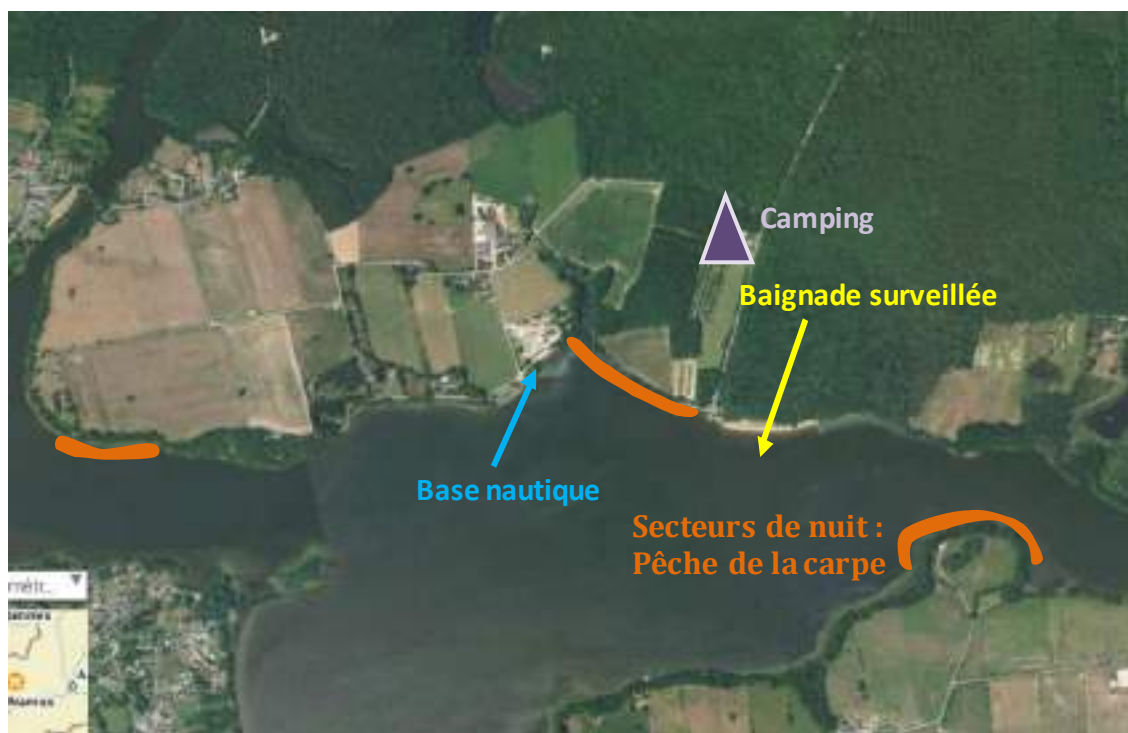 Camping
Baignade surveillée
Base nautique
Secteurs de nuit :
Pêche de la carpe